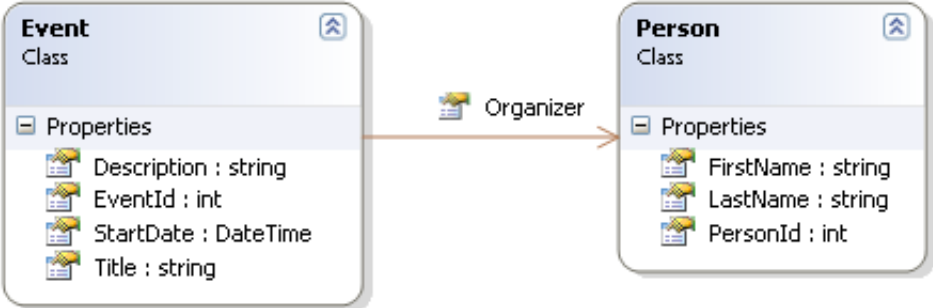 Event
Class
Properties
Description : string
EventId : int
StartDate : DateTime
Title : string
Organizer
Person
Class
Properties
FirstName : string
LastName : string
PersonId : int